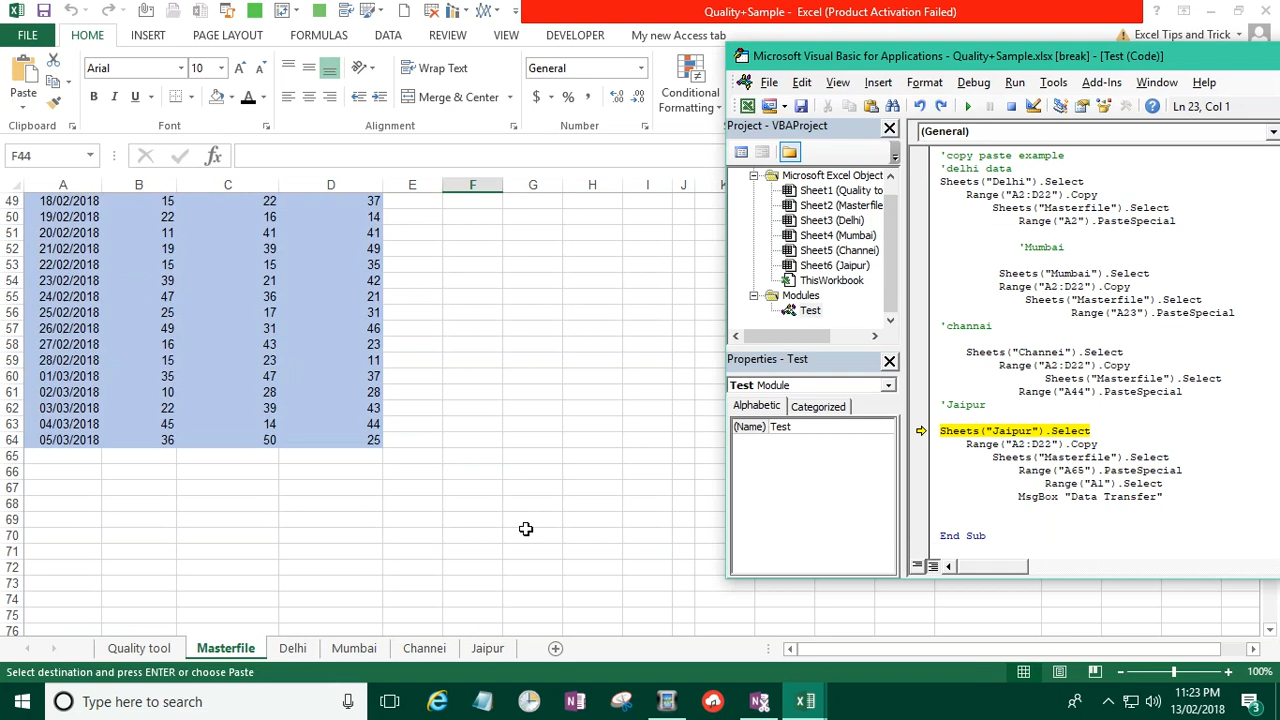 Quality+Sample - Excel (Product Activation Failed)
FILE HOME INSERT PAGE LAYOUT FORMULAS DATA REVIEW VIEW DEVELOPER My new Access tab
Excel Tips and Trick
Paste
Arial 10
B I U
Wrap Text
Merge & Center
General
$ % ,
Conditional
Formatting
Clipboard Font Alignment Number
F44
A B C D E F G H I J K
49 18/02/2018 15 22 37
50 19/02/2018 22 16 14
51 20/02/2018 11 41 41
52 21/02/2018 19 39 49
53 22/02/2018 15 15 35
54 23/02/2018 39 21 42
55 24/02/2018 47 36 21
56 25/02/2018 25 17 31
57 26/02/2018 49 31 46
58 27/02/2018 16 43 23
59 28/02/2018 15 23 11
60 01/03/2018 35 47 37
61 02/03/2018 10 28 28
62 03/03/2018 22 39 43
63 04/03/2018 45 14 44
64 05/03/2018 36 50 25
65
66
67
68
69
70
71
72
73
74
75
76
Microsoft Visual Basic for Applications - Quality+Sample.xlsx [break] - [Test (Code)]
File Edit View Insert Format Debug Run Tools Add-Ins Window Help
Ln 23, Col 1
Project - VBAProject
Microsoft Excel Object
Sheet1 (Quality to
Sheet2 (Masterfile
Sheet3 (Delhi)
Sheet4 (Mumbai)
Sheet5 (Channei)
Sheet6 (Jaipur)
ThisWorkbook
Modules
Test
Properties - Test
Test Module
Alphabetic Categorized
(Name) Test
(General)
'copy paste example
'delhi data
Sheets("Delhi").Select
Range("A2:D22").Copy
Sheets("Masterfile").Select
Range("A2").PasteSpecial
'Mumbai
Sheets("Mumbai").Select
Range("A2:D22").Copy
Sheets("Masterfile").Select
Range("A23").PasteSpecial
'channai
Sheets("Channei").Select
Range("A2:D22").Copy
Sheets("Masterfile").Select
Range("A44").PasteSpecial
'Jaipur
Sheets("Jaipur").Select
Range("A2:D22").Copy
Sheets("Masterfile").Select
Range("A65").PasteSpecial
Range("A1").Select
MsgBox "Data Transfer"
End Sub
Quality tool Masterfile Delhi Mumbai Channei Jaipur
Select destination and press ENTER or choose Paste
100%
Type here to search
11:23 PM
13/02/2018
3